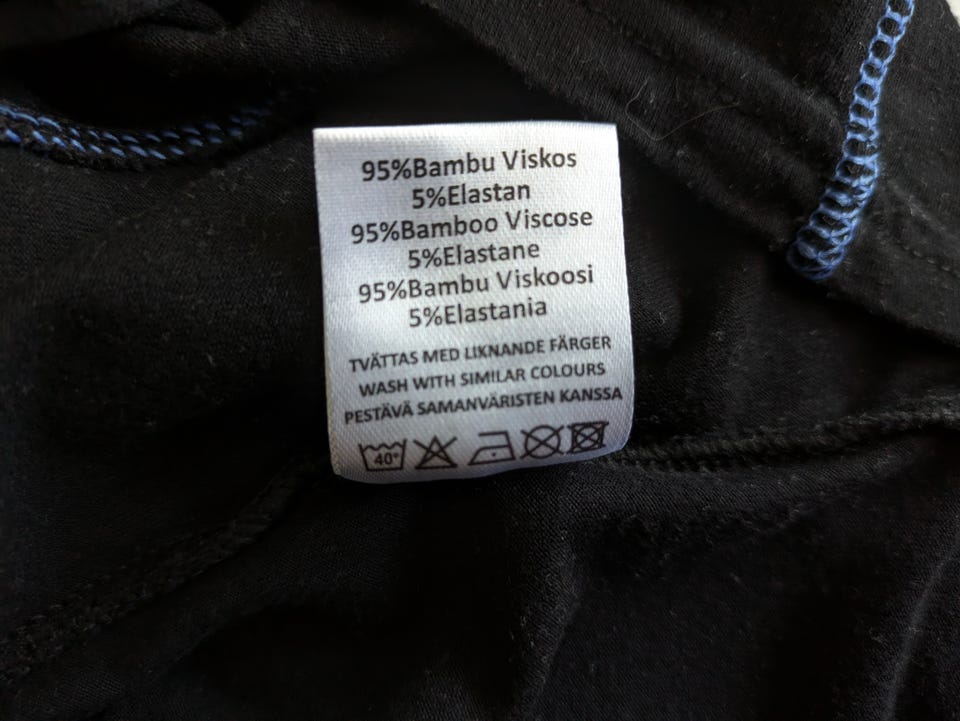 95%Bambu Viskos
5%Elastan
95%Bamboo Viscose
5%Elastane
95%Bambu Viskoosi
5%Elastania
TVÄTTAS MED LIKNANDE FÄRGER
WASH WITH SIMILAR COLOURS
PESTÄVÄ SAMANVÄRISTEN KANSSA
40°